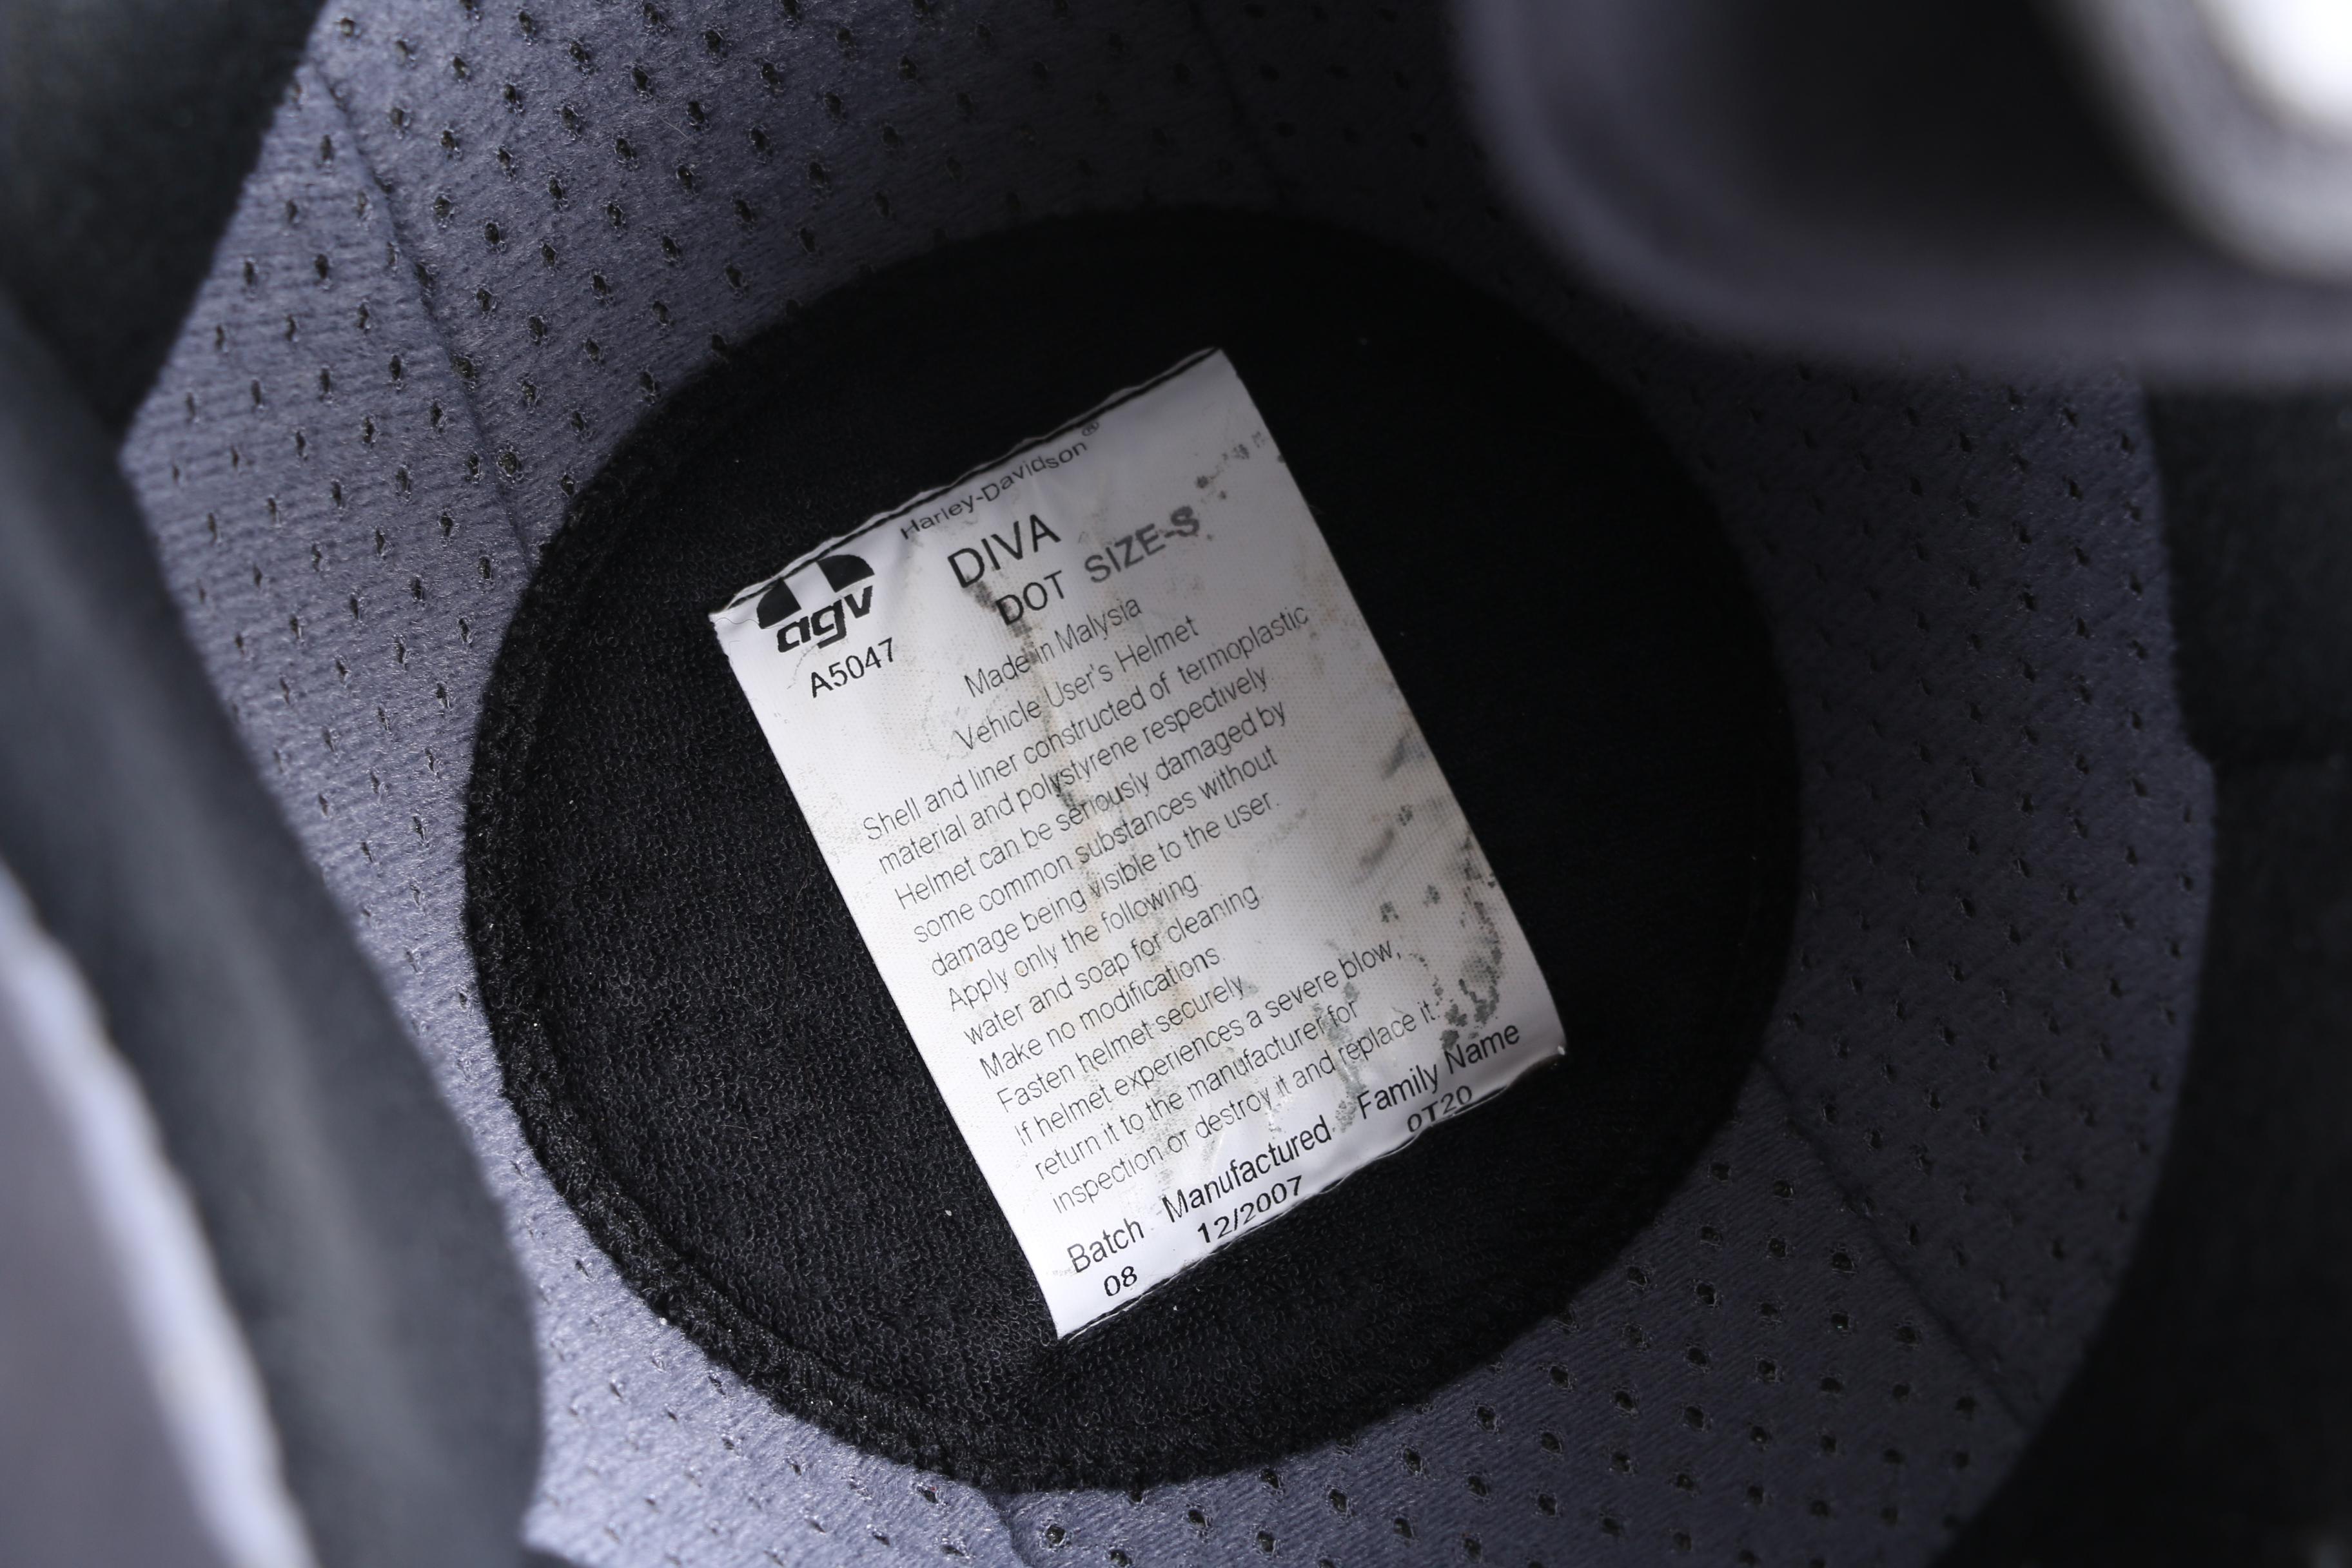 Harley-Davidson®
agv
DIVA
A5047
DOT SIZE-S
Made in Malysia
Vehicle User's Helmet
Shell and liner constructed of termoplastic
material and polystyrene respectively
Helmet can be seriously damaged by
some common substances without
damage being visible to the user.
Apply only the following
water and soap for cleaning
Make no modifications
Fasten helmet securely
If helmet experiences a severe blow,
return it to the manufacturer for
inspection or destroy it and replace it.
Batch Manufactured Family Name
08 12/2007 0T20